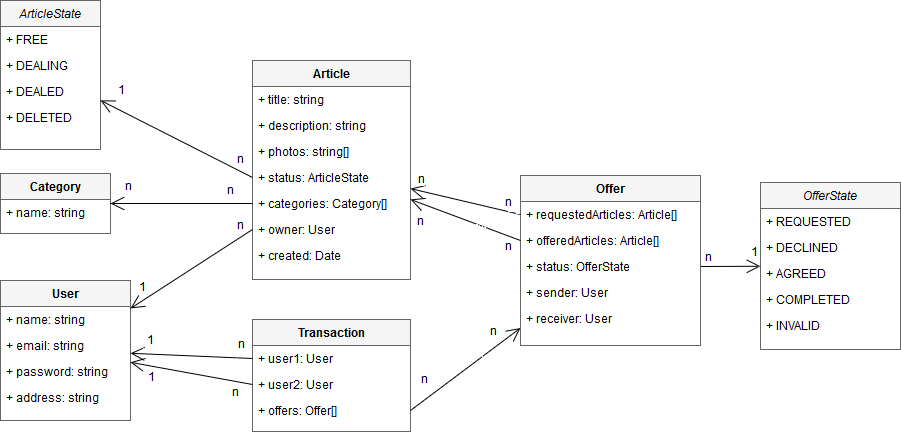 ArticleState
+ FREE
+ DEALING
+ DEALED
+ DELETED
1
n
Category
+ name: string
n
n
Article
+ title: string
+ description: string
+ photos: string[]
+ status: ArticleState
+ categories: Category[]
+ owner: User
+ created: Date
n
1
n
n
n
n
Offer
+ requestedArticles: Article[]
+ offeredArticles: Article[]
+ status: OfferState
+ sender: User
+ receiver: User
n
1
OfferState
+ REQUESTED
+ DECLINED
+ AGREED
+ COMPLETED
+ INVALID
User
+ name: string
+ email: string
+ password: string
+ address: string
1
n
1
n
Transaction
+ user1: User
+ user2: User
+ offers: Offer[]
n
n